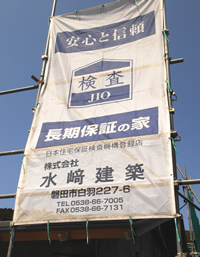 安心と信頼
検査
JIO
長期保証の家
日本住宅保証検査機構登録店
株式会社
水﨑建築
磐田市白羽227-6
TEL0538-66-7005
FAX0538-66-7131